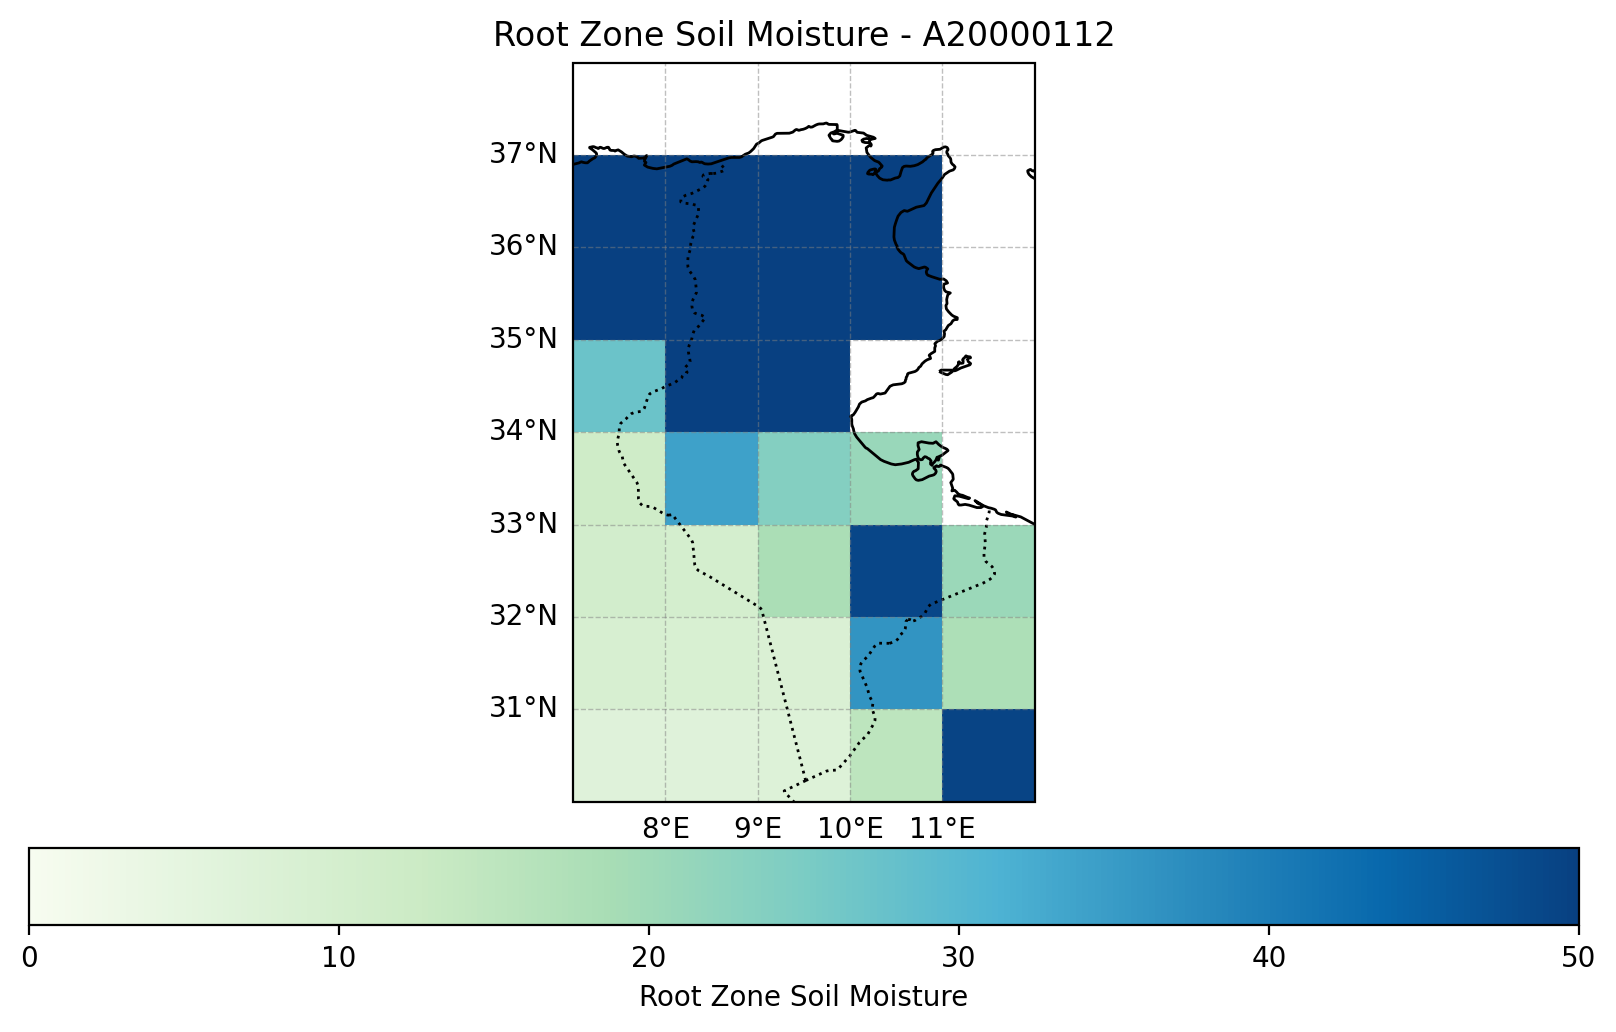 Root Zone Soil Moisture - A20000112
37°N
36°N
35°N
34°N
33°N
32°N
31°N
8°E 9°E 10°E 11°E
0 10 20 30 40 50
Root Zone Soil Moisture